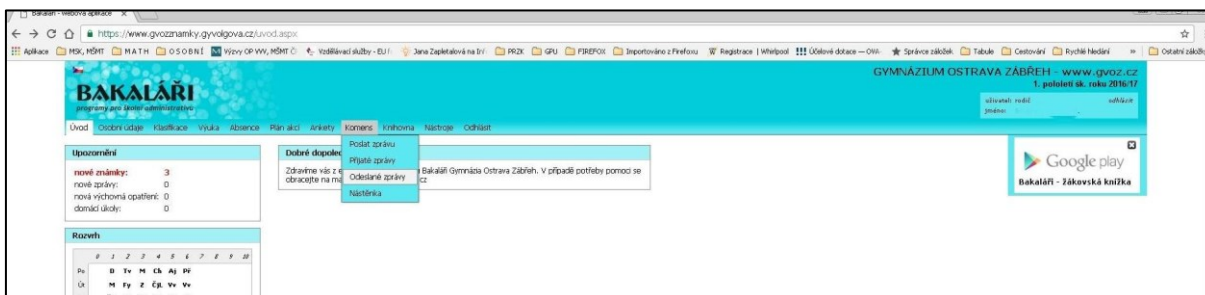 Bakaláři - Webová aplikace
https://www.gvozznamky.gyvolgova.cz/uvod.aspx
Aplikace MSK, MŠMT M A T H O S O B N Í Výzvy OP VVV, MŠMT Č Vzdělávací služby - EU Jana Zapletalová na PRZK GPU FIREFOX Importováno z Firefoxu Registrace | Whirlpool Účelové dotace — OWA Správce záložek Tabule Cestování Rychlé hledání » Ostatní záložky
GYMNÁZIUM OSTRAVA ZÁBŘEH - www.gvoz.cz
1. pololetí šk. roku 2016/17
BAKALÁŘI
programy pro školní administrativu
uživatel: rodič odhlásit
jméno:
Úvod Osobní údaje Klasifikace Výuka Absence Plán akcí Ankety Komens Knihovna Nástroje Odhlásit
Poslat zprávu
Přijaté zprávy
Odeslané zprávy
Nástěnka
Upozornění
nové známky: 3
nové zprávy: 0
nová výchovná opatření: 0
domácí úkoly: 0
Dobré dopoled
Zdravíme vás z e Bakaláři Gymnázia Ostrava Zábřeh. V případě potřeby pomoci se
obracejte na ma cz
Google play
Bakaláři - žákovská knížka
Rozvrh
0 1 2 3 4 5 6 7 8 9 10
Po D Tv M Ch Aj Př
Út M Fy Z ČJL Vv Vv